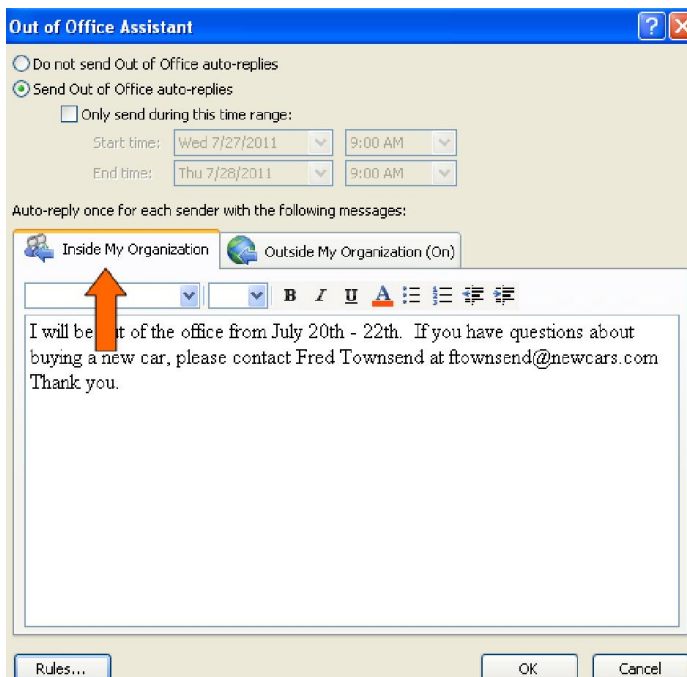 Out of Office Assistant
Do not send Out of Office auto-replies
Send Out of Office auto-replies
Only send during this time range:
Start time: Wed 7/27/2011 9:00 AM
End time: Thu 7/28/2011 9:00 AM
Auto-reply once for each sender with the following messages:
Inside My Organization Outside My Organization (On)
B I U A
I will be out of the office from July 20th - 22th. If you have questions about
buying a new car, please contact Fred Townsend at ftownsend@newcars.com
Thank you.
Rules... OK Cancel